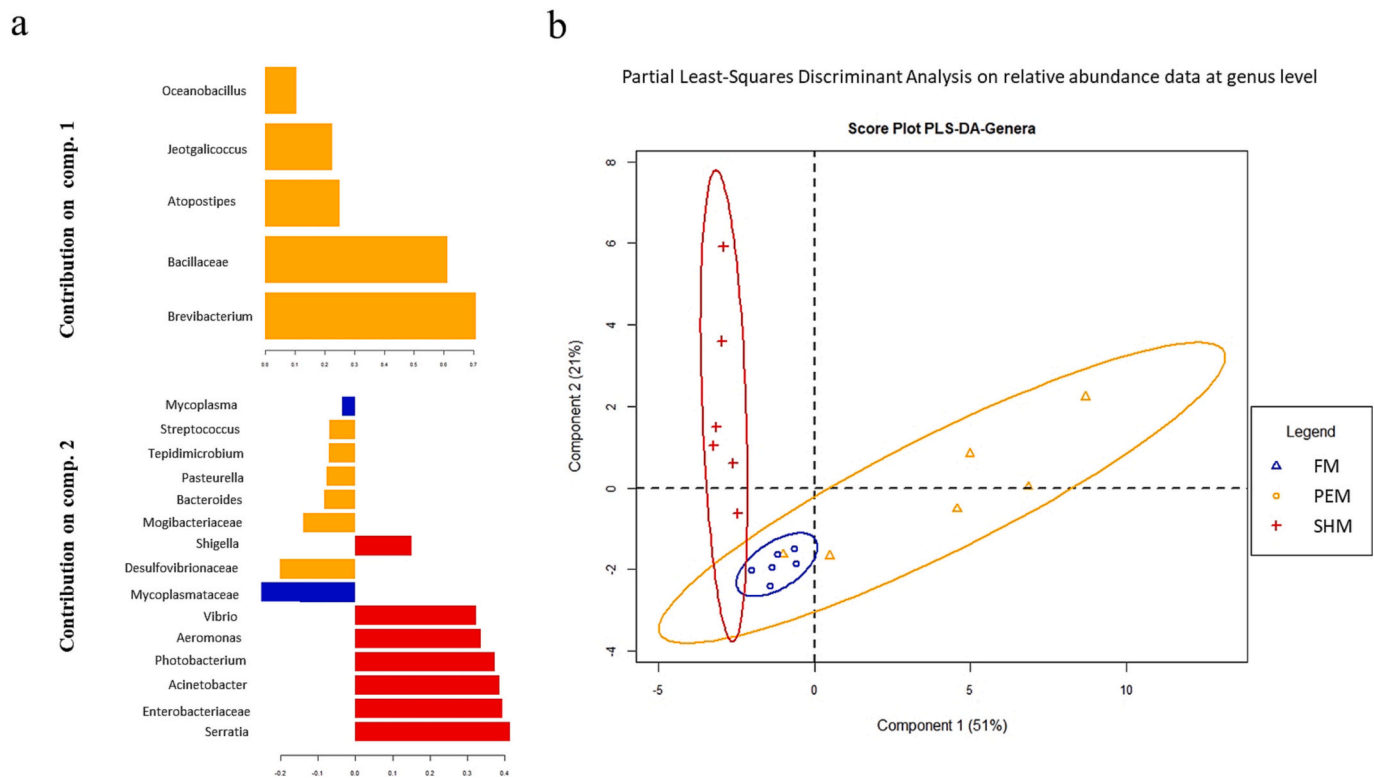 a
Contribution on comp. 1
Oceanobacillus
Jeotgalicoccus
Atopostipes
Bacillaceae
Brevibacterium
0.0 0.1 0.2 0.3 0.4 0.5 0.6 0.7
Contribution on comp. 2
Mycoplasma
Streptococcus
Tepidimicrobium
Pasteurella
Bacteroides
Mogibacteriaceae
Shigella
Desulfovibrionaceae
Mycoplasmataceae
Vibrio
Aeromonas
Photobacterium
Acinetobacter
Enterobacteriaceae
Serratia
-0.2 -0.1 0.0 0.1 0.2 0.3 0.4
b
Partial Least-Squares Discriminant Analysis on relative abundance data at genus level
Score Plot PLS-DA-Genera
Component 2 (21%)
8
6
4
2
0
-2
-4
-5 0 5 10
Component 1 (51%)
Legend
FM
PEM
SHM